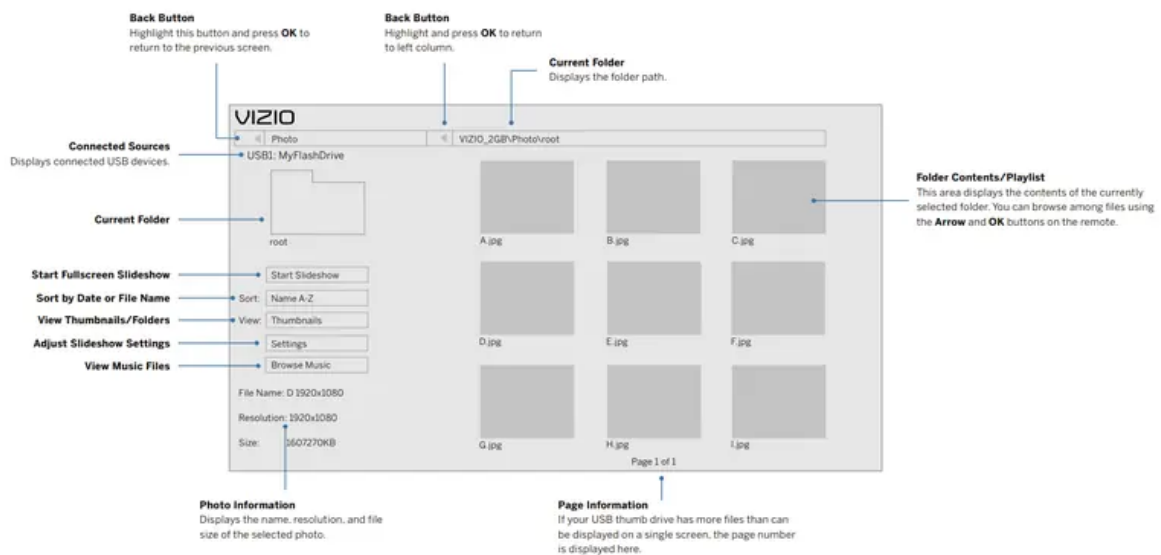 Back Button
Highlight this button and press OK to
return to the previous screen.
Back Button
Highlight and press OK to return
to left column.
Current Folder
Displays the folder path.
VIZIO
Photo
VIZIO_2GB\Photo\root
Connected Sources
Displays connected USB devices.
USB1: MyFlashDrive
Folder Contents/Playlist
This area displays the contents of the currently
selected folder. You can browse among files using
the Arrow and OK buttons on the remote.
Current Folder
root
A.jpg
B.jpg
C.jpg
Start Fullscreen Slideshow
Start Slideshow
Sort by Date or File Name
Sort: Name A-Z
View Thumbnails/Folders
View: Thumbnails
Adjust Slideshow Settings
Settings
D.jpg
E.jpg
F.jpg
View Music Files
Browse Music
File Name: D 1920x1080
Resolution: 1920x1080
Size: 1607270KB
G.jpg
H.jpg
I.jpg
Page 1 of 1
Photo Information
Displays the name, resolution, and file
size of the selected photo.
Page Information
If your USB thumb drive has more files than can
be displayed on a single screen, the page number
is displayed here.